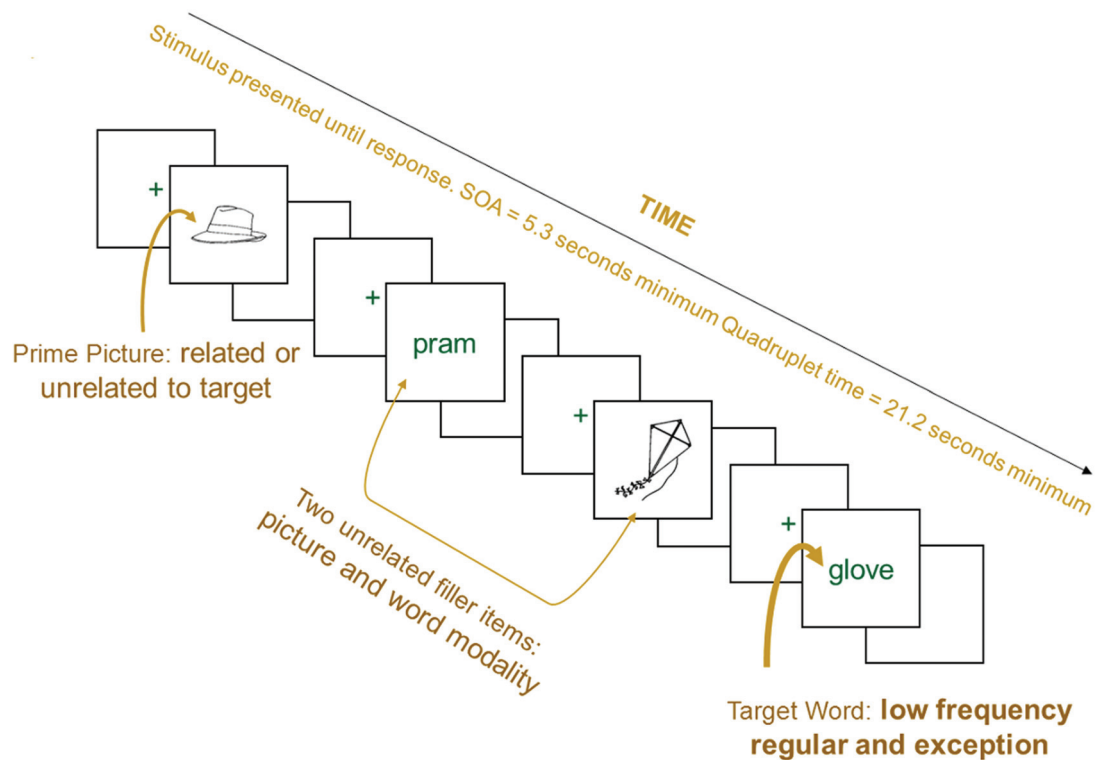 Stimulus presented until response. SOA = 5.3 seconds minimum Quadruplet time = 21.2 seconds minimum
TIME
+
+
Prime Picture: related or
unrelated to target
pram
+
Two unrelated filler items:
picture and word modality
+
glove
Target Word: low frequency
regular and exception